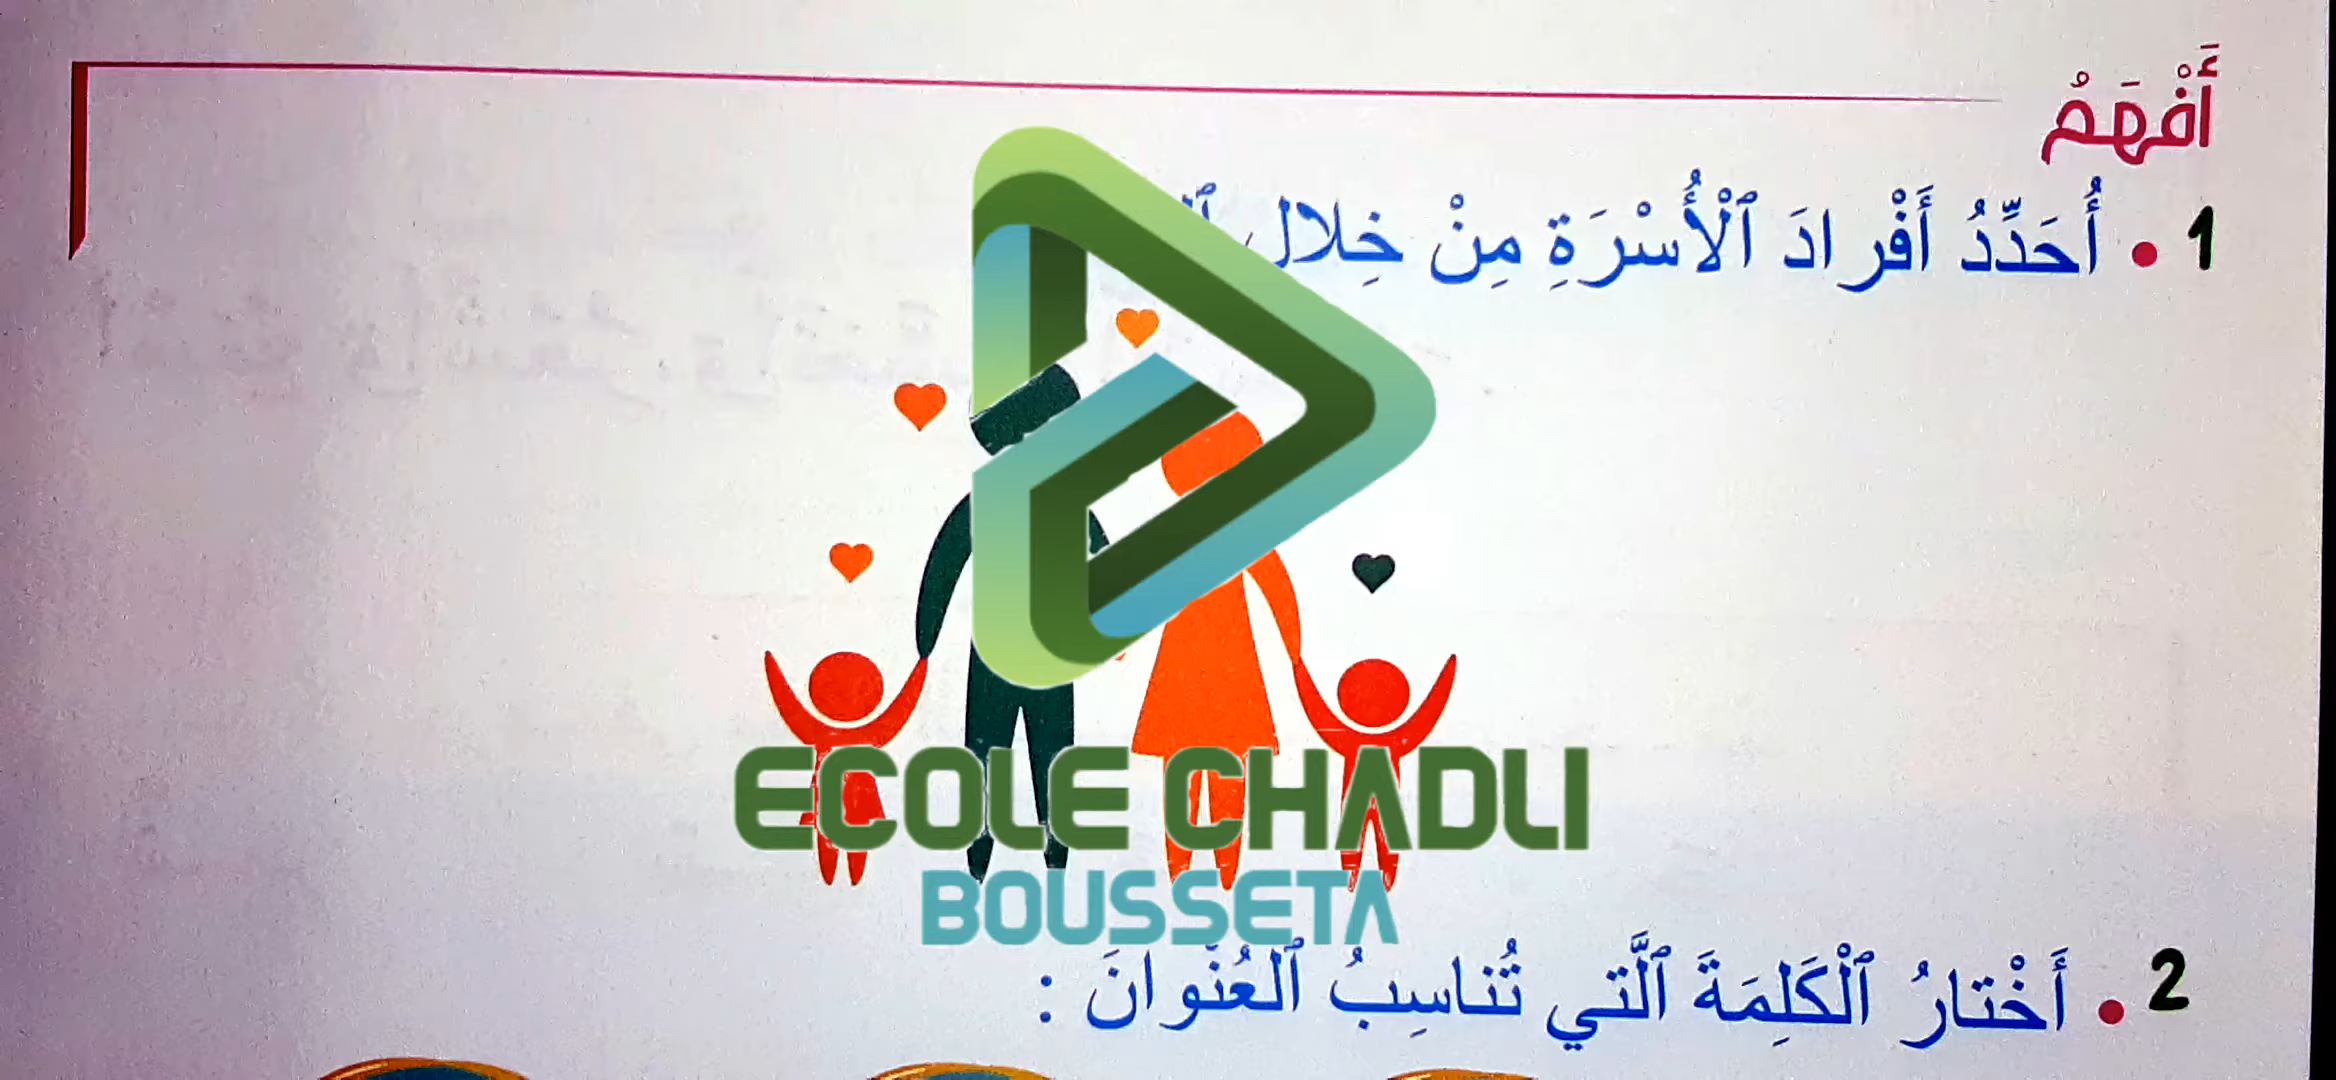 أَفْهَمُ
1 • أُحَدِّدُ أَفْرادَ ٱلْأُسْرَةِ مِنْ خِلالِ
ECOLE CHADLI
BOUSSETA
2 • أَخْتارُ ٱلْكَلِمَةَ ٱلَّتي تُناسِبُ ٱلْعُنْوانَ :